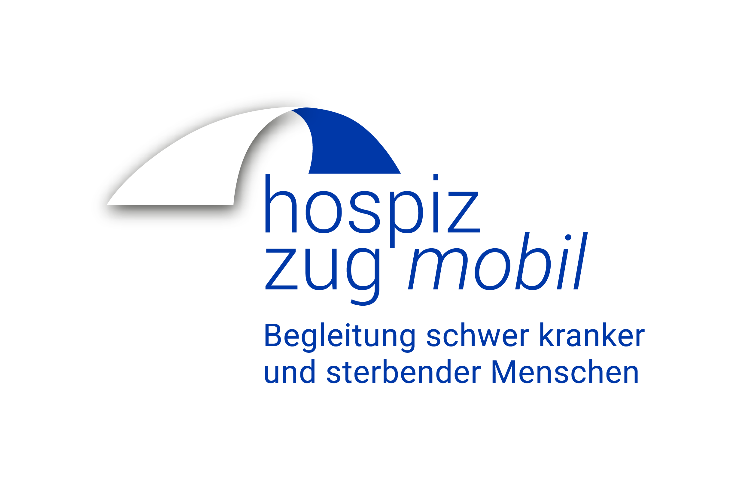 hospiz
zug mobil
Begleitung schwer kranker
und sterbender Menschen